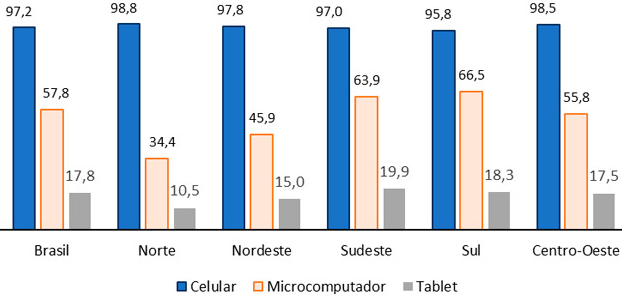 97,2 98,8 97,8 97,0 95,8 98,5
57,8 34,4 45,9 63,9 66,5 55,8
17,8 10,5 15,0 19,9 18,3 17,5
Brasil Norte Nordeste Sudeste Sul Centro-Oeste
Celular Microcomputador Tablet